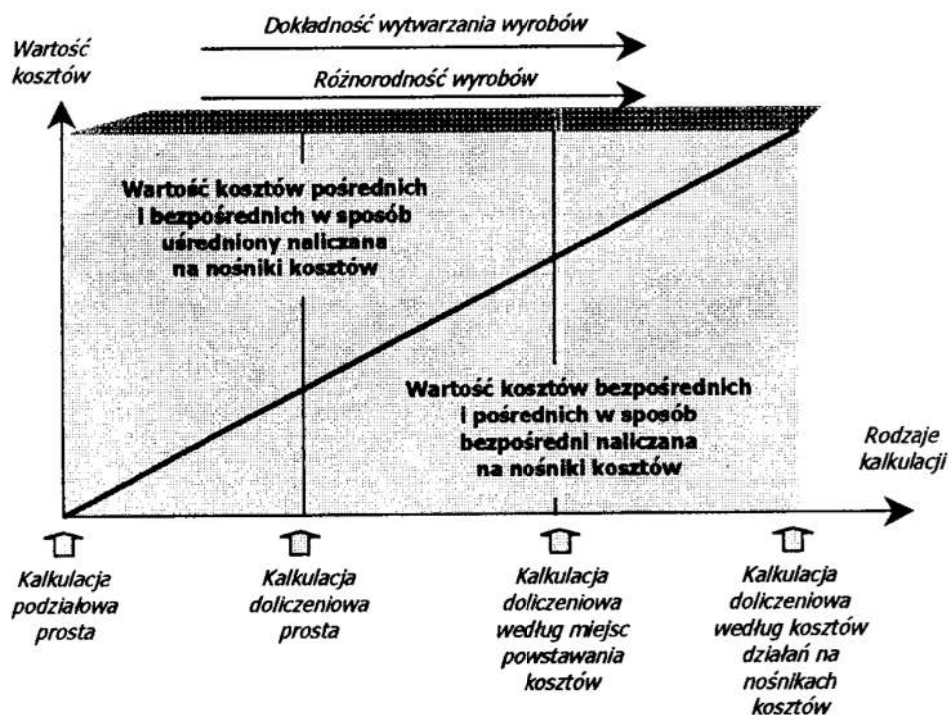 Dokładność wytwarzania wyrobów
Wartość
kosztów
Różnorodność wyrobów
Wartość kosztów pośrednich
i bezpośrednich w sposób
uśredniony naliczana
na nośniki kosztów
Wartość kosztów bezpośrednich
i pośrednich w sposób
bezpośredni naliczana
na nośniki kosztów
Rodzaje
kalkulacji
Kalkulacja
podziałowa
prosta
Kalkulacja
doliczeniowa
prosta
Kalkulacja
doliczeniowa
według miejsc
powstawania
kosztów
Kalkulacja
doliczeniowa
według kosztów
działań na
nośnikach
kosztów